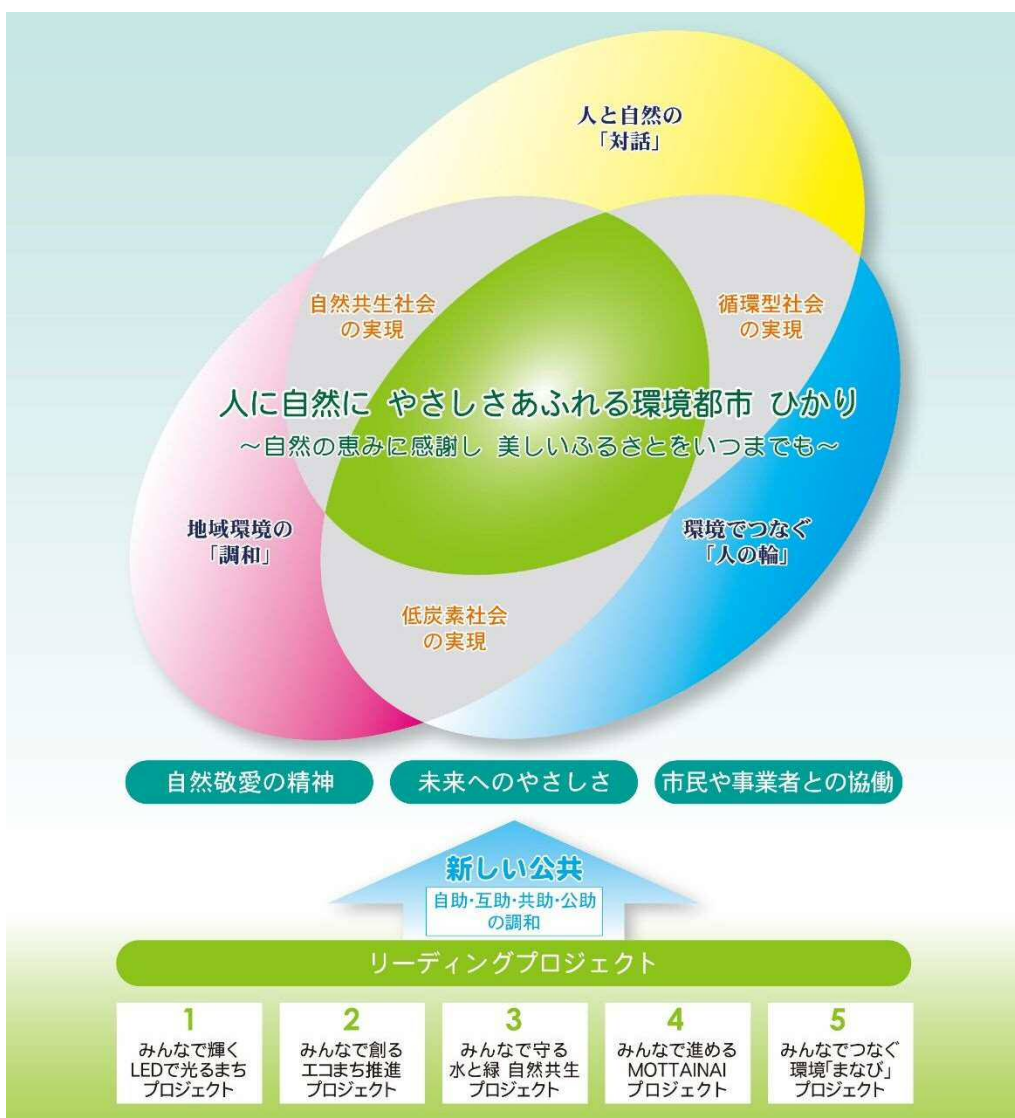 人と自然の
「対話」
自然共生社会
の実現
循環型社会
の実現
人に自然に やさしさあふれる環境都市 ひかり
～自然の恵みに感謝し 美しいふるさとをいつまでも～
地域環境の
「調和」
環境でつなぐ
「人の輪」
低炭素社会
の実現
自然敬愛の精神
未来へのやさしさ
市民や事業者との協働
新しい公共
自助・互助・共助・公助
の調和
リーディングプロジェクト
1
みんなで輝く
LEDで光るまち
プロジェクト
2
みんなで創る
エコまち推進
プロジェクト
3
みんなで守る
水と緑 自然共生
プロジェクト
4
みんなで進める
MOTTAINAI
プロジェクト
5
みんなでつなぐ
環境「まなび」
プロジェクト